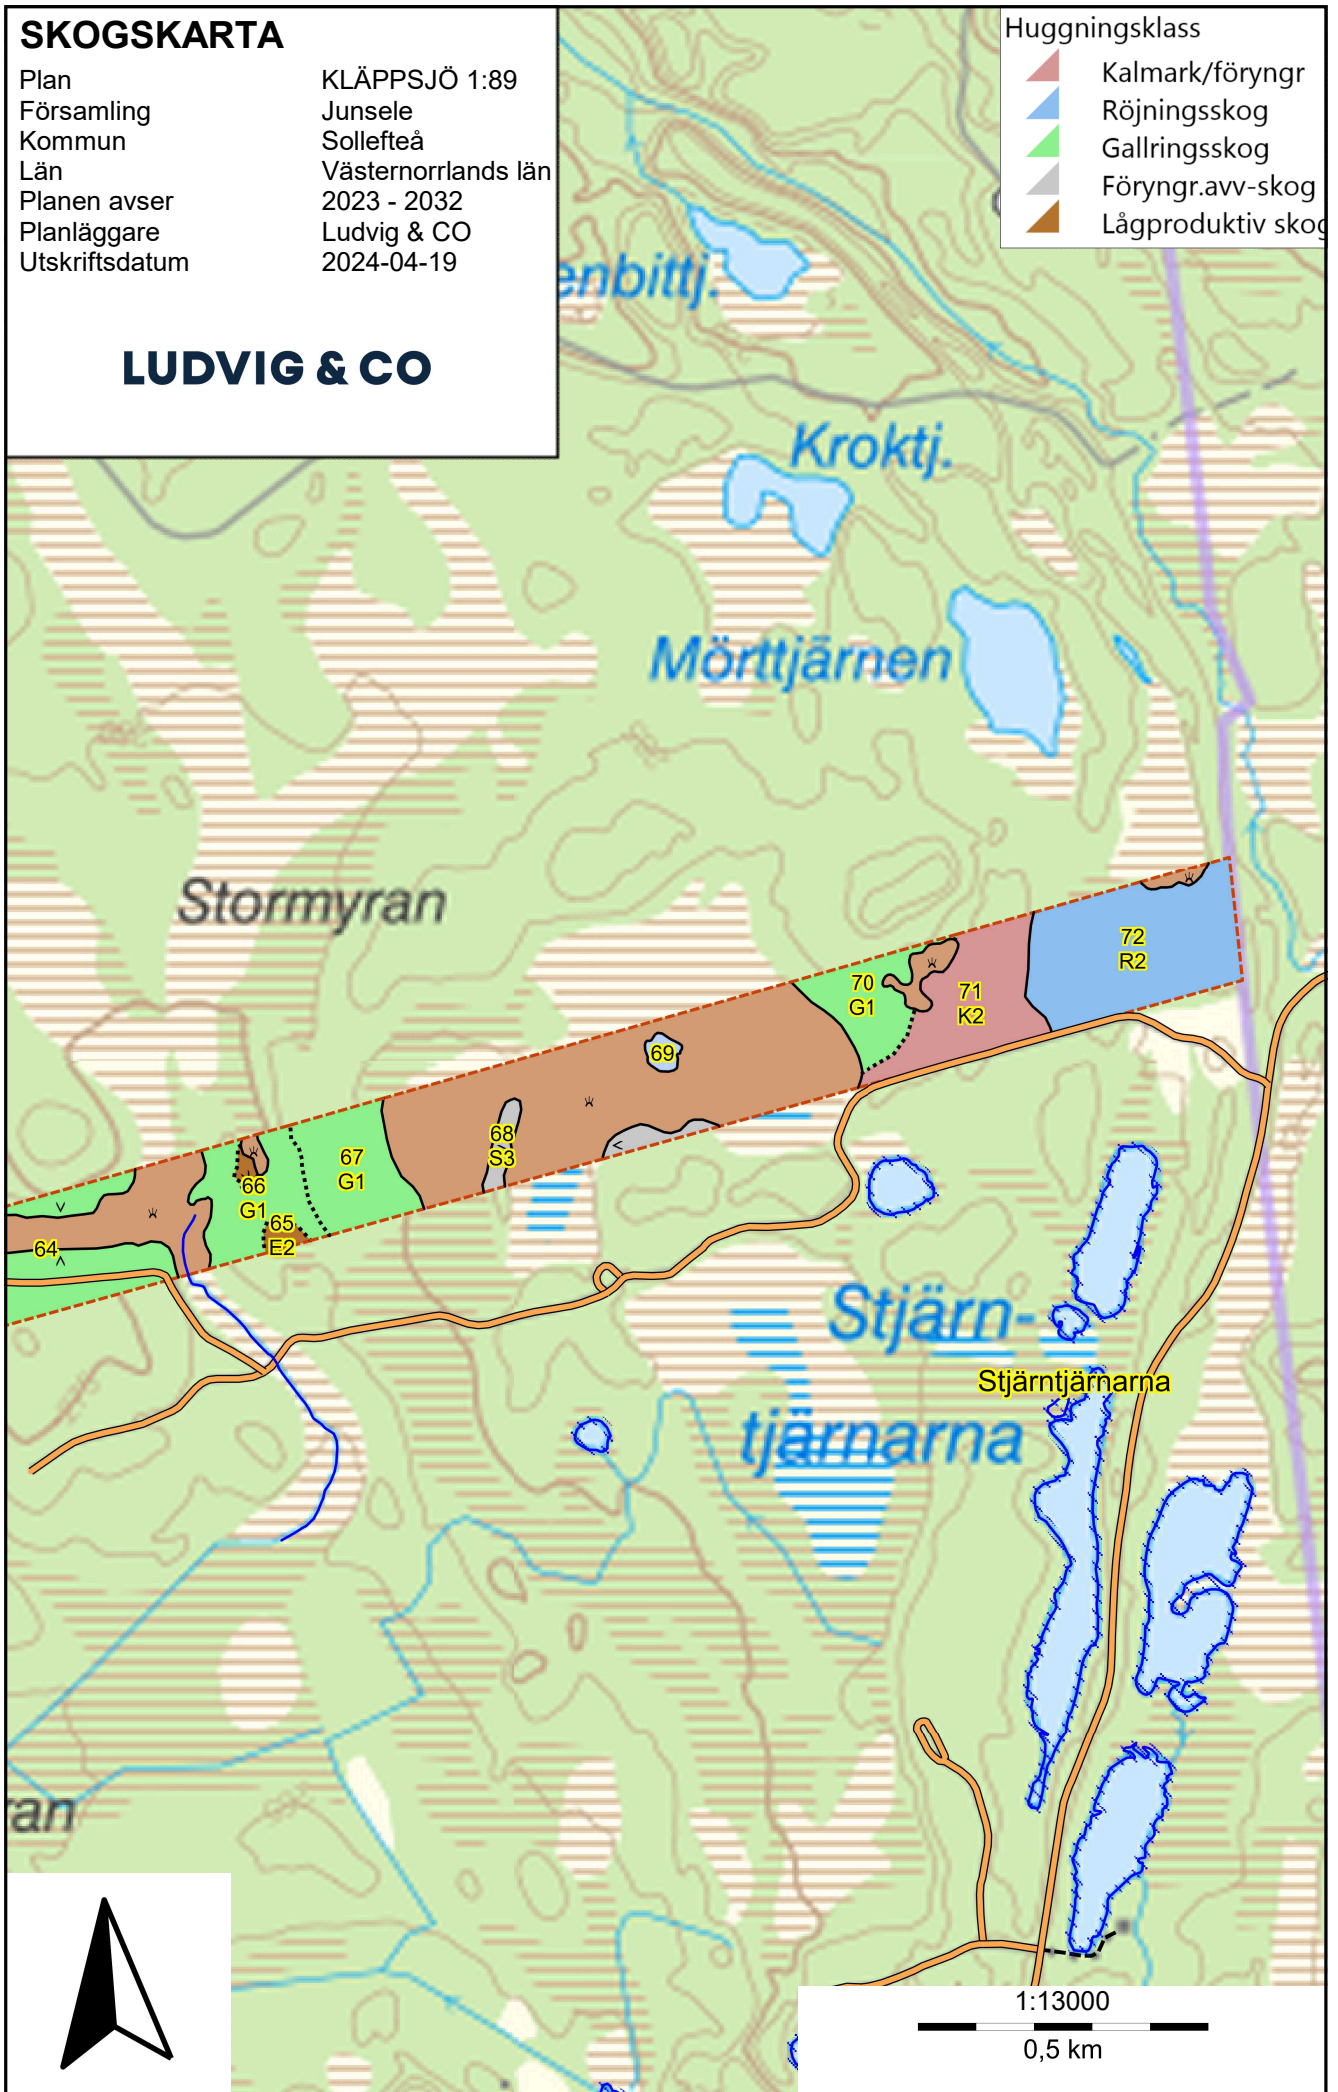 SKOGSKARTA
Plan KLÄPPSJÖ 1:89
Församling Junsele
Kommun Sollefteå
Län Västernorrlands län
Planen avser 2023 - 2032
Planläggare Ludvig & CO
Utskriftsdatum 2024-04-19
LUDVIG & CO
Huggningsklass
Kalmark/föryngr
Röjningsskog
Gallringsskog
Föryngr.avv-skog
Lågproduktiv skog
enbittj.
Kroktj.
Mörttjärnen
Stormyran
72
R2
70
G1
71
K2
69
68
S3
67
G1
66
G1
65
E2
64
Stjärn-
Stjärntjärnarna
tjärnarna
ran
1:13000
0,5 km